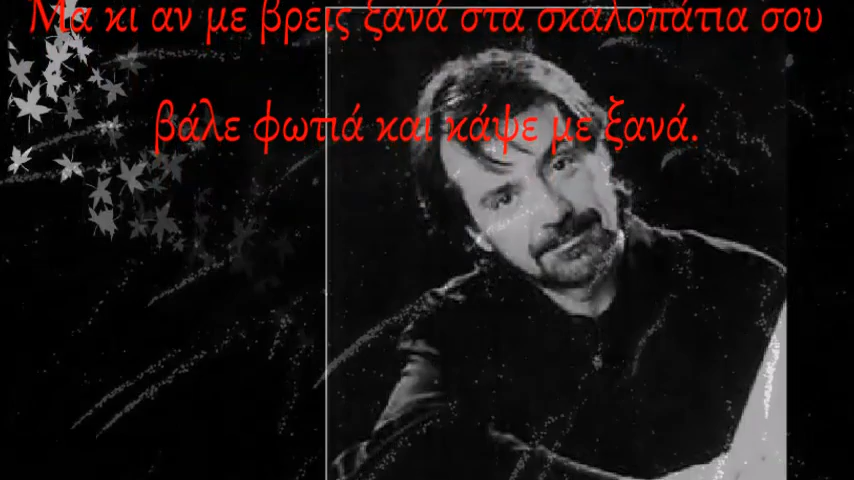 Μα κι αν με βρεις ξανά στα σκαλοπάτια σου
βάλε φωτιά και κάψε με ξανά.